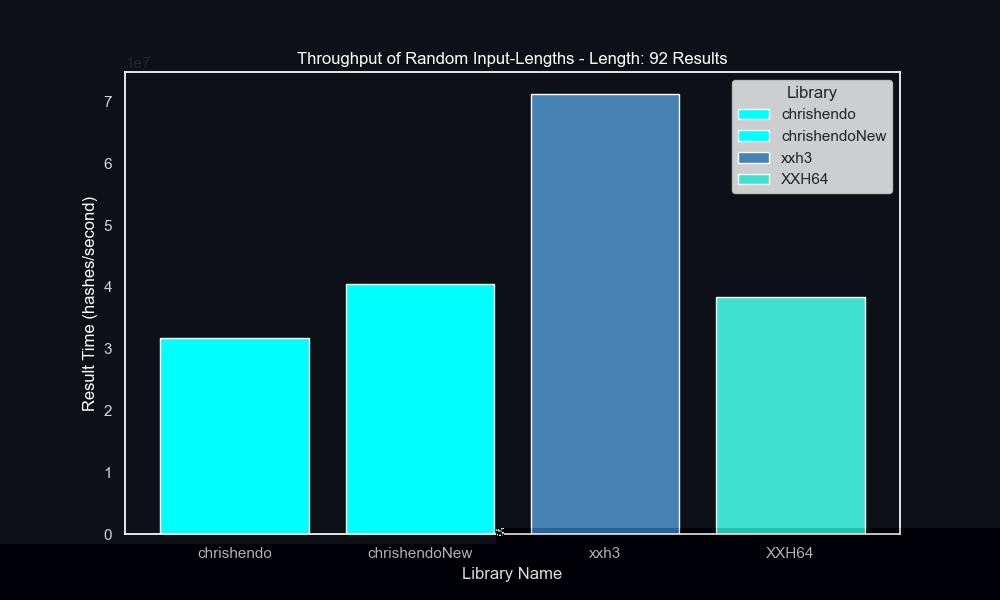 Throughput of Random Input-Lengths - Length: 92 Results
1e7
7
6
5
4
3
2
1
0
Result Time (hashes/second)
Library
chrishendo
chrishendoNew
xxh3
XXH64
chrishendo
chrishendoNew
xxh3
XXH64
Library Name